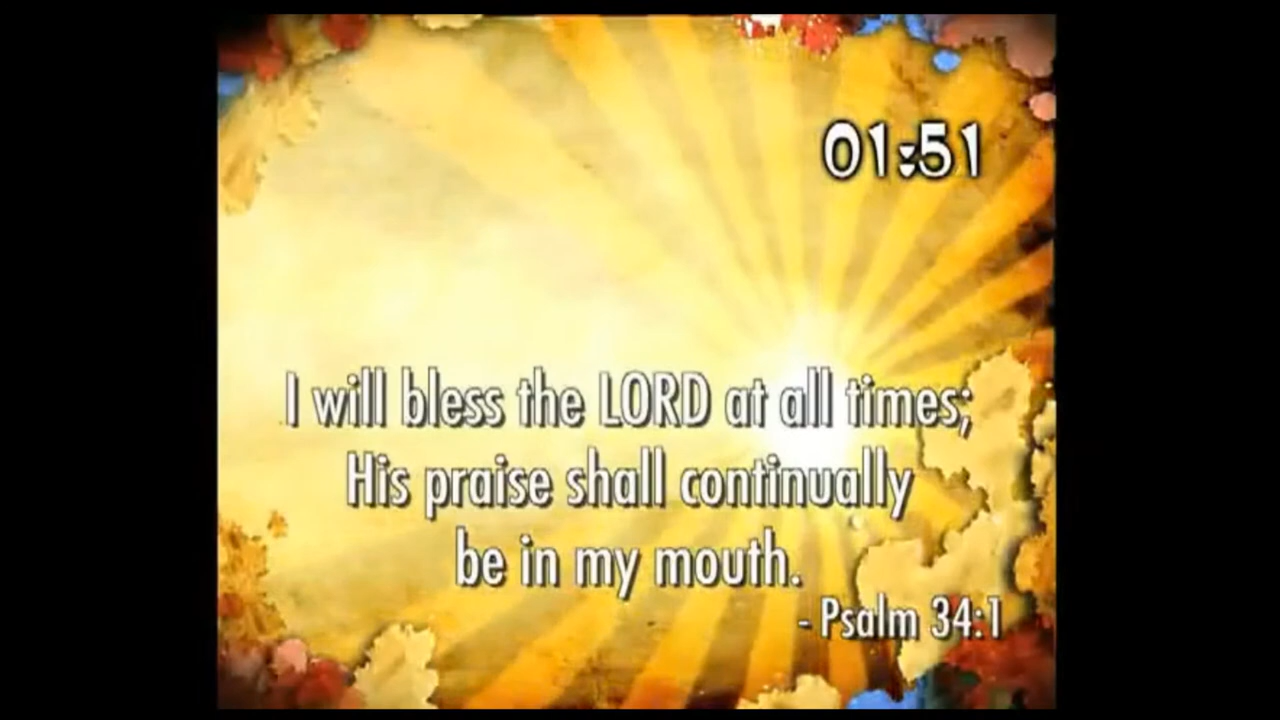 01:51
I will bless the LORD at all times;
His praise shall continually
be in my mouth.
- Psalm 34:1